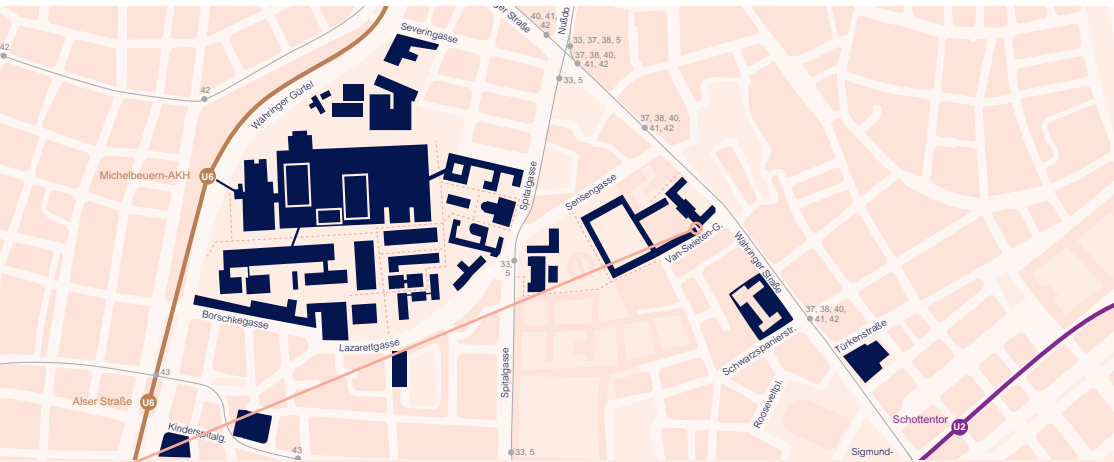 ger Straße
40, 41,
42
Nußdo
Severingasse
33, 37, 38, 5
42
37, 38, 40,
41, 42
33, 5
42
Währinger Gürtel
37, 38, 40,
41, 42
Michelbeuern-AKH
U6
Spitalgasse
Sensengasse
Van-Swieten-G.
Währinger Straße
33,
5
Borschkegasse
37, 38, 40,
41, 42
Lazarettgasse
Türkenstraße
Schwarzspanierstr.
43
Spitalgasse
Rooseveltpl.
Alser Straße
U6
Schottentor
U2
Kinderspitalg.
43
33, 5
Sigmund-